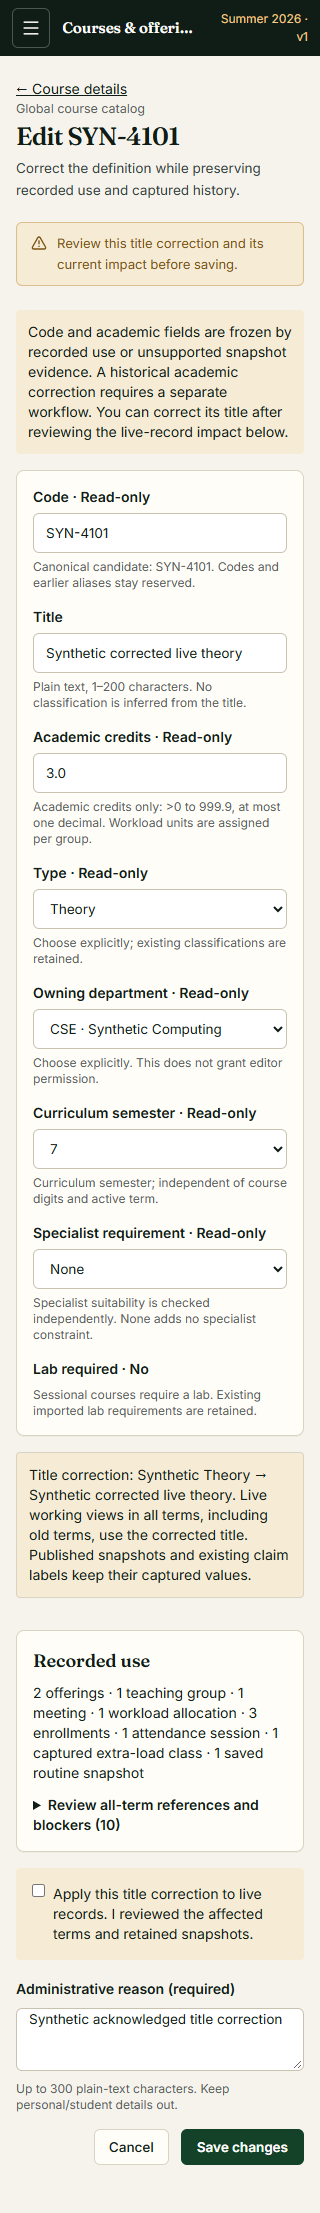 Courses & offeri...
Summer 2026 ·
v1
← Course details
Global course catalog
Edit SYN-4101
Correct the definition while preserving
recorded use and captured history.
Review this title correction and its
current impact before saving.
Code and academic fields are frozen by
recorded use or unsupported snapshot
evidence. A historical academic
correction requires a separate
workflow. You can correct its title after
reviewing the live-record impact below.
Code · Read-only
SYN-4101
Canonical candidate: SYN-4101. Codes and
earlier aliases stay reserved.
Title
Synthetic corrected live theory
Plain text, 1–200 characters. No
classification is inferred from the title.
Academic credits · Read-only
3.0
Academic credits only: >0 to 999.9, at most
one decimal. Workload units are assigned
per group.
Type · Read-only
Theory
Choose explicitly; existing classifications are
retained.
Owning department · Read-only
CSE · Synthetic Computing
Choose explicitly. This does not grant editor
permission.
Curriculum semester · Read-only
7
Curriculum semester; independent of course
digits and active term.
Specialist requirement · Read-only
None
Specialist suitability is checked
independently. None adds no specialist
constraint.
Lab required · No
Sessional courses require a lab. Existing
imported lab requirements are retained.
Title correction: Synthetic Theory →
Synthetic corrected live theory. Live
working views in all terms, including
old terms, use the corrected title.
Published snapshots and existing claim
labels keep their captured values.
Recorded use
2 offerings · 1 teaching group · 1
meeting · 1 workload allocation · 3
enrollments · 1 attendance session · 1
captured extra-load class · 1 saved
routine snapshot
▶ Review all-term references and
blockers (10)
Apply this title correction to live
records. I reviewed the affected
terms and retained snapshots.
Administrative reason (required)
Synthetic acknowledged title correction
Up to 300 plain-text characters. Keep
personal/student details out.
Cancel
Save changes